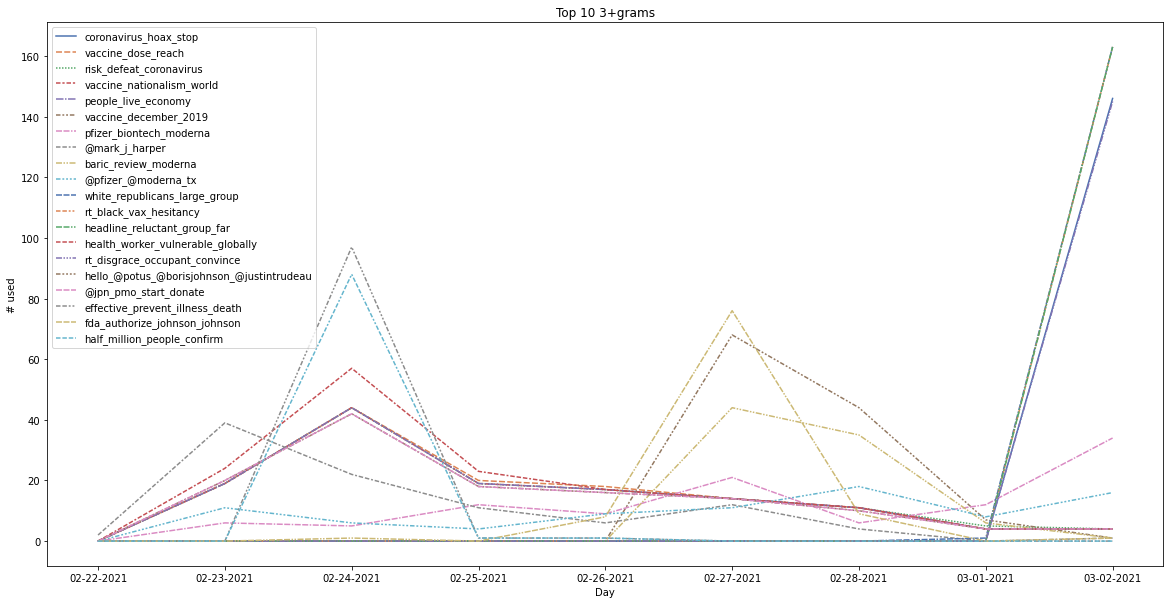 Top 10 3+grams
coronavirus_hoax_stop
vaccine_dose_reach
risk_defeat_coronavirus
vaccine_nationalism_world
people_live_economy
vaccine_december_2019
pfizer_biontech_moderna
@mark_j_harper
baric_review_moderna
@pfizer_@moderna_tx
white_republicans_large_group
rt_black_vax_hesitancy
headline_reluctant_group_far
health_worker_vulnerable_globally
rt_disgrace_occupant_convince
hello_@potus_@borisjohnson_@justintrudeau
@jpn_pmo_start_donate
effective_prevent_illness_death
fda_authorize_johnson_johnson
half_million_people_confirm
160
140
120
100
80
60
40
20
0
# used
02-22-2021 02-23-2021 02-24-2021 02-25-2021 02-26-2021 02-27-2021 02-28-2021 03-01-2021 03-02-2021
Day